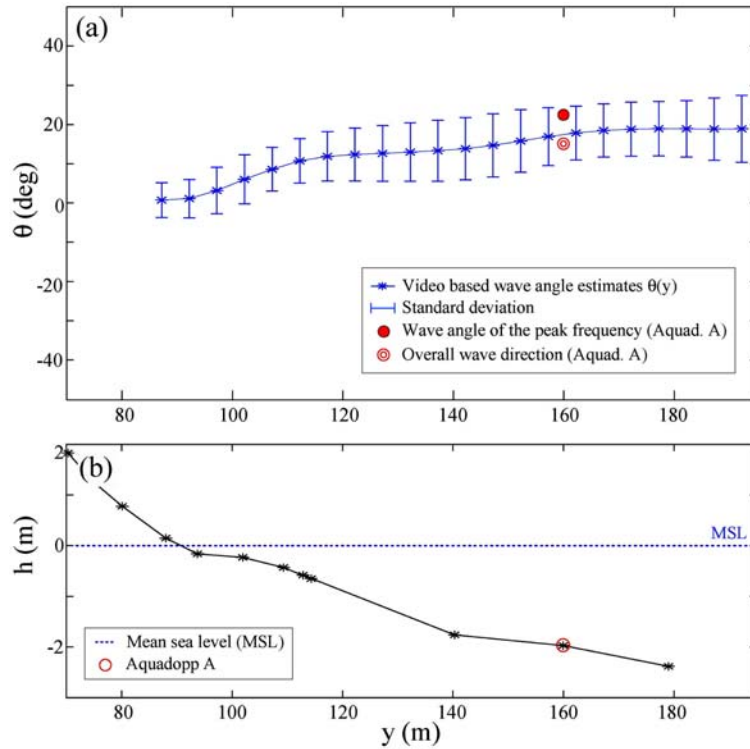 (a)
40
20
0
-20
-40
θ (deg)
Video based wave angle estimates θ(y)
Standard deviation
Wave angle of the peak frequency (Aquad. A)
Overall wave direction (Aquad. A)
80 100 120 140 160 180
(b)
2
0
-2
h (m)
MSL
Mean sea level (MSL)
Aquadopp A
80 100 120 140 160 180
y (m)